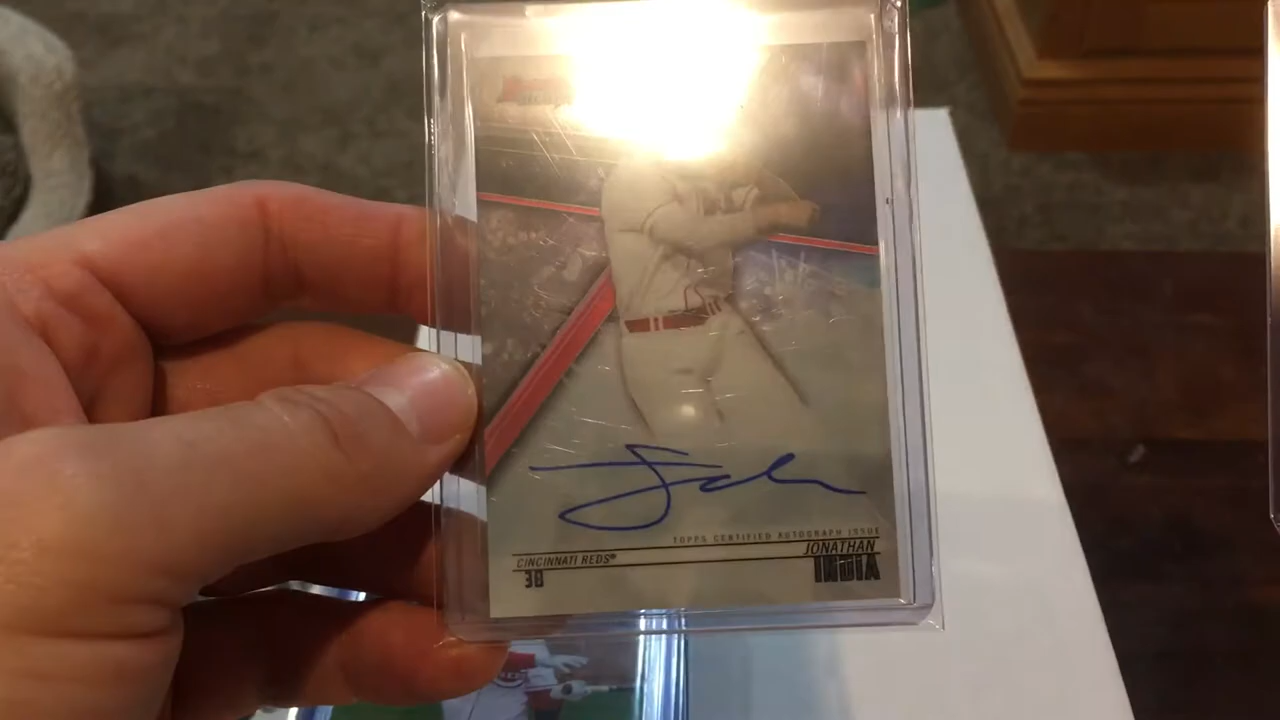 TOPPS CERTIFIED AUTOGRAPH ISSUE
JONATHAN
CINCINNATI REDS®
3B
INDIA